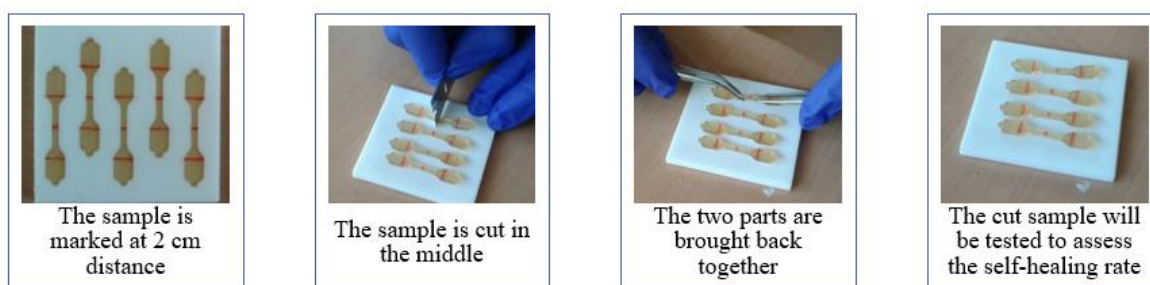 The sample is
marked at 2 cm
distance
The sample is cut in
the middle
The two parts are
brought back
together
The cut sample will
be tested to assess
the self-healing rate